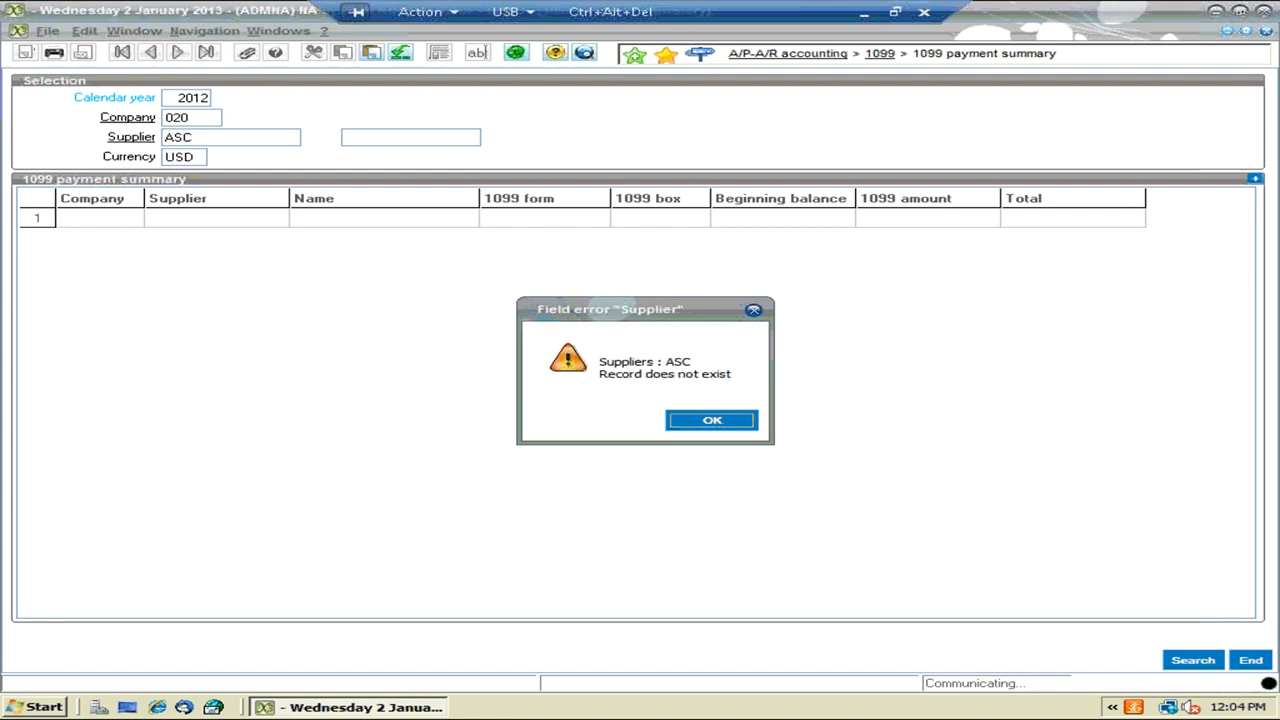 - Wednesday 2 January 2013 - (ADMNA) NA
Action USB Ctrl+Alt+Del
File Edit Window Navigation Windows ?
A/P-A/R accounting > 1099 > 1099 payment summary
Selection
Calendar year 2012
Company 020
Supplier ASC
Currency USD
1099 payment summary
Company Supplier Name 1099 form 1099 box Beginning balance 1099 amount Total
1
Field error "Supplier"
Suppliers : ASC
Record does not exist
OK
Search End
Communicating...
Start - Wednesday 2 Janua... « 12:04 PM